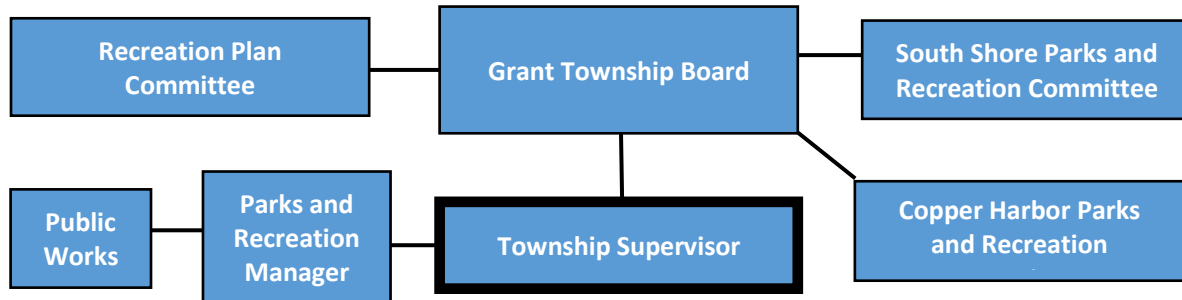 Recreation Plan
Committee
Grant Township Board
South Shore Parks and
Recreation Committee
Public
Works
Parks and
Recreation
Manager
Township Supervisor
Copper Harbor Parks
and Recreation